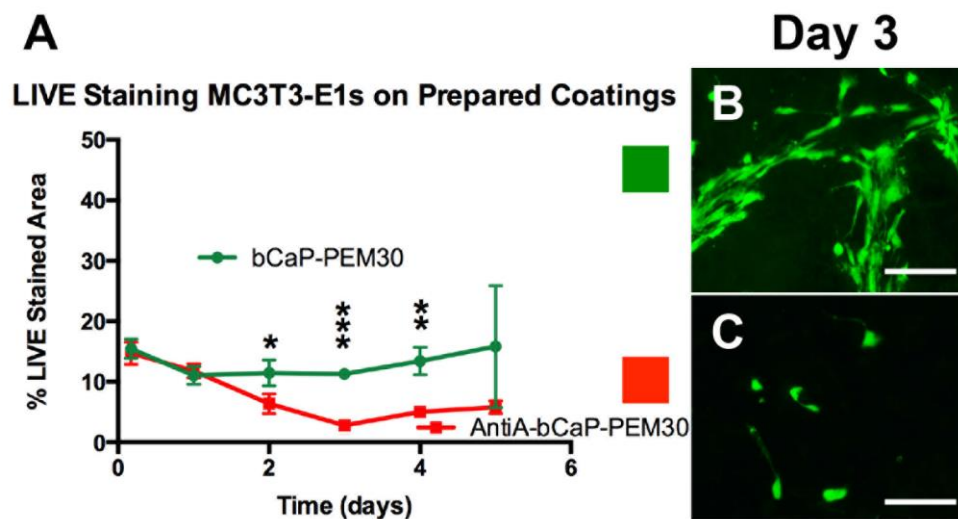 A
Day 3
LIVE Staining MC3T3-E1s on Prepared Coatings
B
50
40
30
20
10
0
% LIVE Stained Area
bCaP-PEM30
*
***
**
AntiA-bCaP-PEM30
0
2
4
6
Time (days)
C